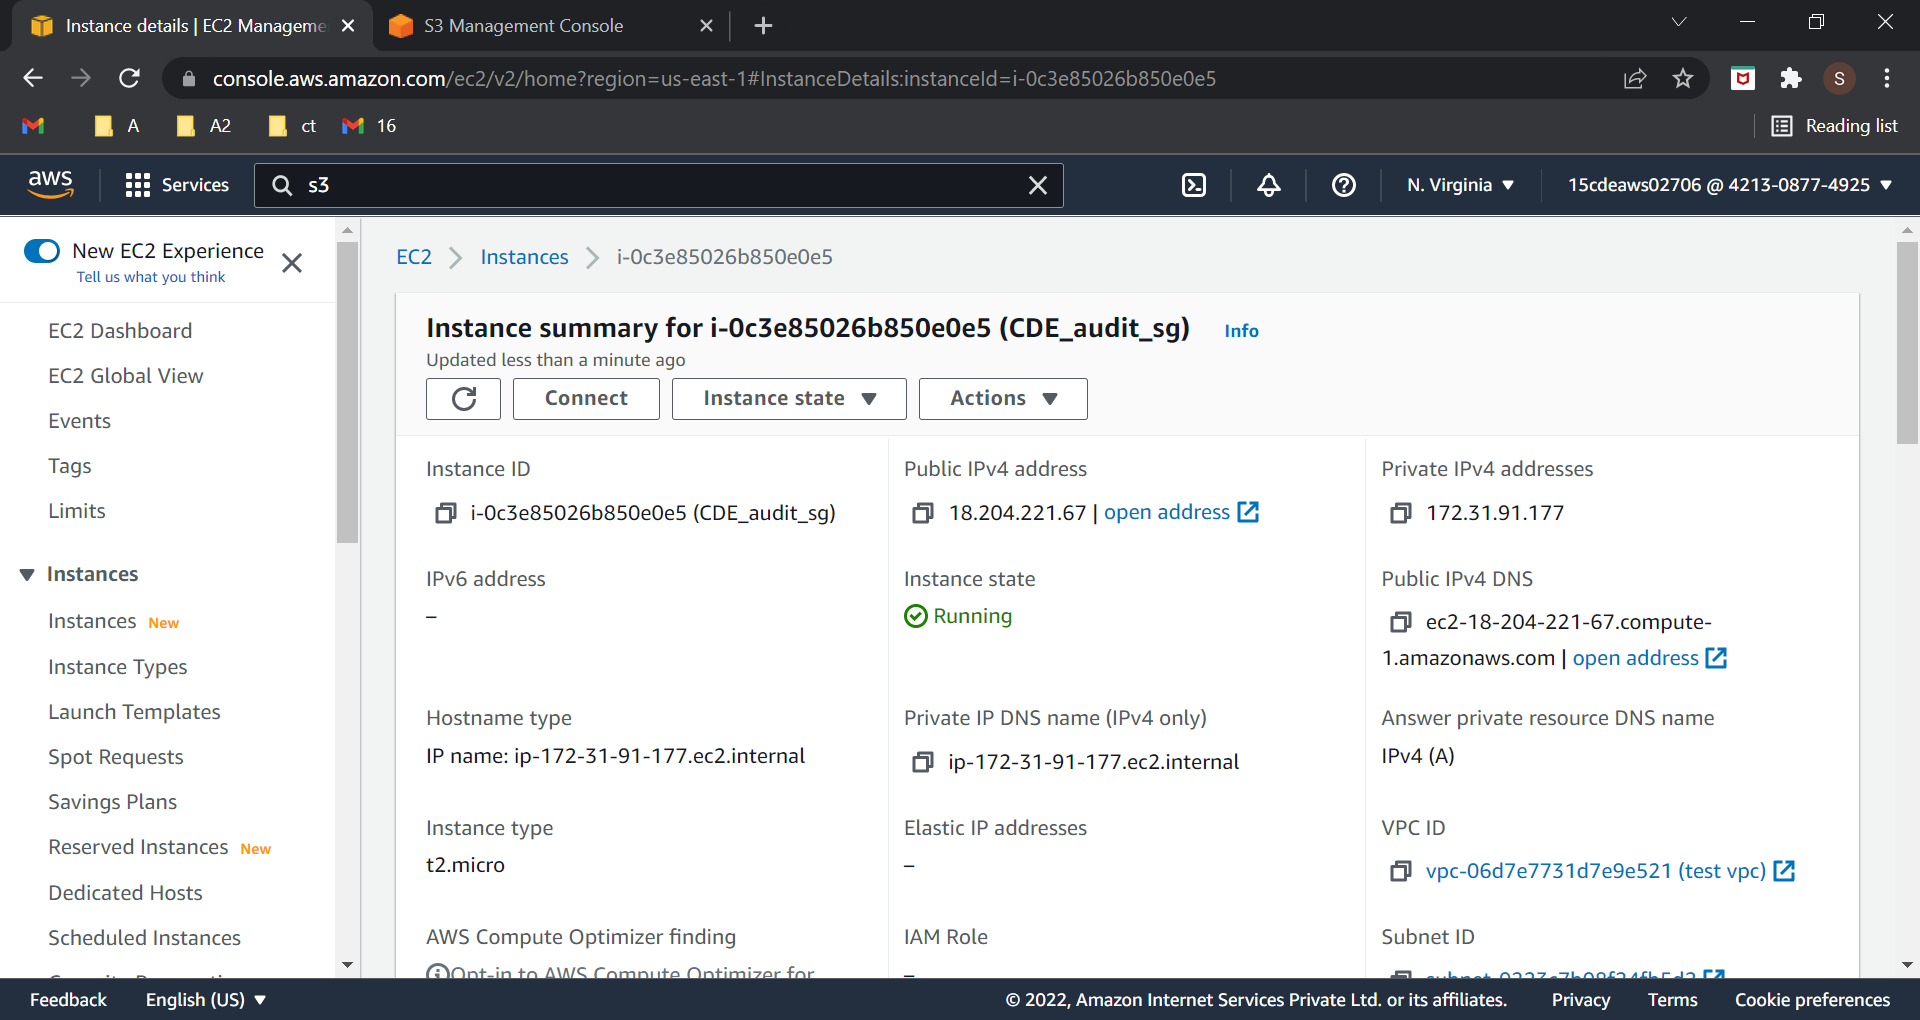 Instance details | EC2 Manageme
S3 Management Console
console.aws.amazon.com/ec2/v2/home?region=us-east-1#InstanceDetails:instanceId=i-0c3e85026b850e0e5
S
A
A2
ct
16
Reading list
aws
Services
s3
N. Virginia
15cdeaws02706 @ 4213-0877-4925
New EC2 Experience
Tell us what you think
EC2 Dashboard
EC2 Global View
Events
Tags
Limits
Instances
Instances New
Instance Types
Launch Templates
Spot Requests
Savings Plans
Reserved Instances New
Dedicated Hosts
Scheduled Instances
EC2
Instances
i-0c3e85026b850e0e5
Instance summary for i-0c3e85026b850e0e5 (CDE_audit_sg) Info
Updated less than a minute ago
Connect
Instance state
Actions
Instance ID
i-0c3e85026b850e0e5 (CDE_audit_sg)
Public IPv4 address
18.204.221.67 | open address
Private IPv4 addresses
172.31.91.177
IPv6 address
–
Instance state
Running
Public IPv4 DNS
ec2-18-204-221-67.compute-
1.amazonaws.com | open address
Hostname type
IP name: ip-172-31-91-177.ec2.internal
Private IP DNS name (IPv4 only)
ip-172-31-91-177.ec2.internal
Answer private resource DNS name
IPv4 (A)
Instance type
t2.micro
Elastic IP addresses
–
VPC ID
vpc-06d7e7731d7e9e521 (test vpc)
AWS Compute Optimizer finding
Opt-in to AWS Compute Optimizer for
IAM Role
–
Subnet ID
Feedback
English (US)
© 2022, Amazon Internet Services Private Ltd. or its affiliates.
Privacy
Terms
Cookie preferences